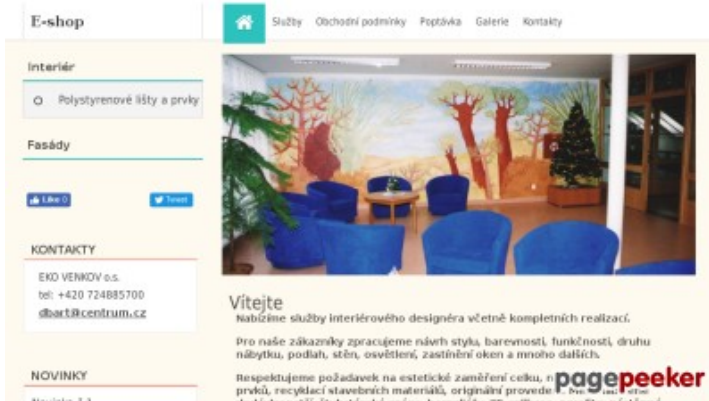 E-shop
Služby Obchodní podmínky Poptávka Galerie Kontakty
Interiér
Polystyrenové lišty a prvky
Fasády
Like 0 Tweet
KONTAKTY
EKO VENKOV o.s.
tel: +420 724885700
dbart@centrum.cz
NOVINKY
Vítejte
Nabízíme služby interiérového designéra včetně kompletních realizací.
Pro naše zákazníky zpracujeme návrh stylu, barevnosti, funkčnosti, druhu
nábytku, podlah, stěn, osvětlení, zastínění oken a mnoho dalších.
Respektujeme požadavek na estetické zaměření celku, n
prvků, recyklací stavebních materiálů, originální provede
pagepeeker